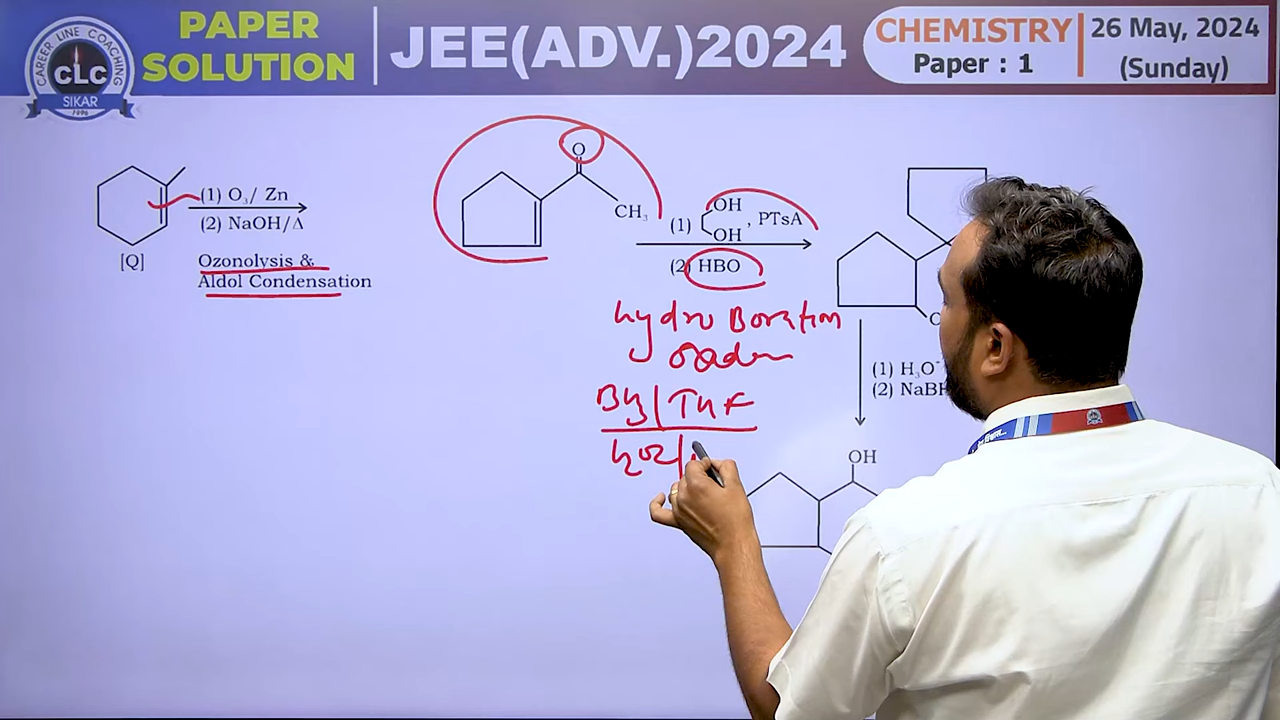 CAREER LINE COACHING
CLC
SIKAR
1996
PAPER
SOLUTION
JEE(ADV.)2024
CHEMISTRY
Paper : 1
26 May, 2024
(Sunday)
(1) O₃/ Zn
(2) NaOH/Δ
[Q]
Ozonolysis &
Aldol Condensation
O
CH₃
(1) OH OH , PTsA
(2) HBO
hydro Boration
BH3/THF
H2O2/
O
(1) H₃O⁺
(2) NaBH
OH